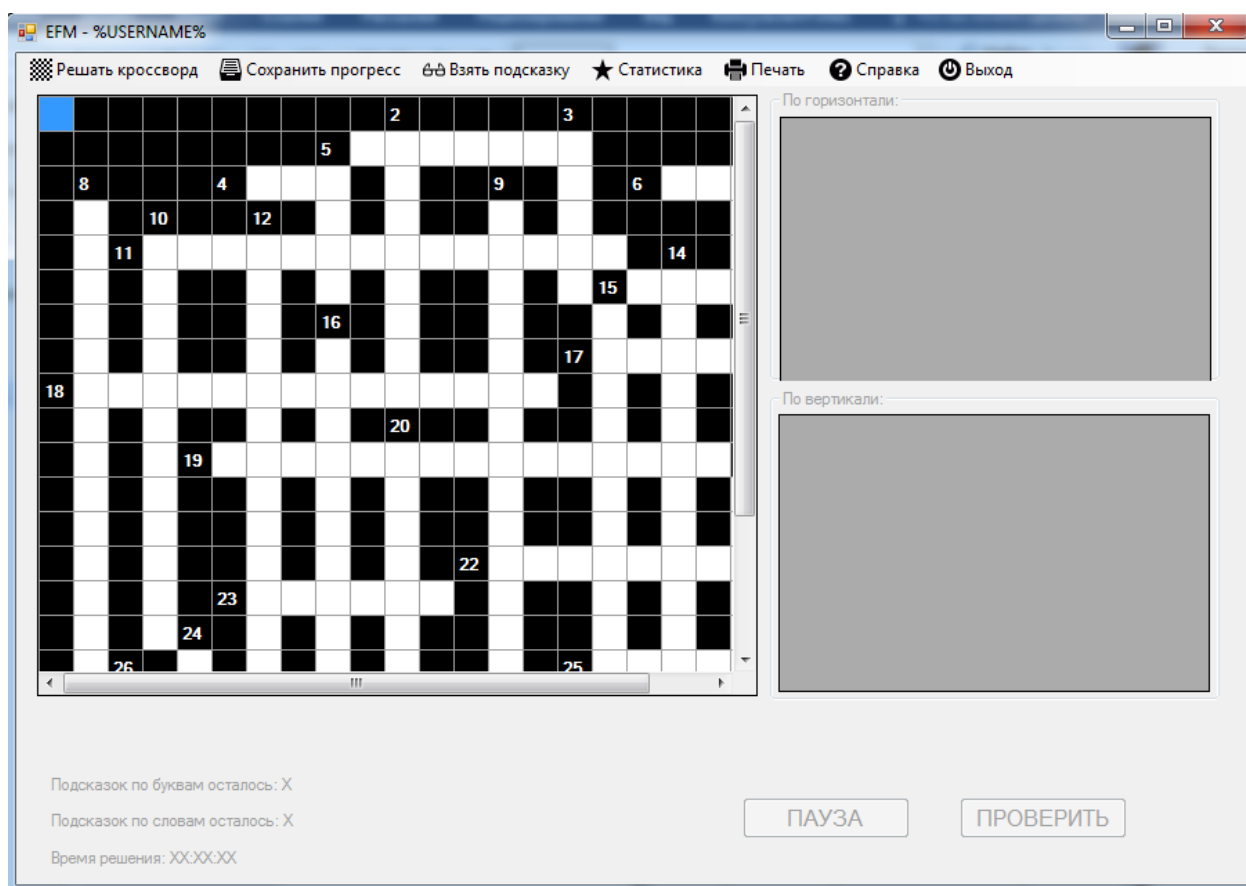 EFM - %USERNAME%
Решать кроссворд Сохранить прогресс Взять подсказку Статистика Печать Справка Выход
По горизонтали:
2 3
5
8 4 9 6
10 12
11 14
15
16
17
18
20
19
22
23
24
26 25
По вертикали:
Подсказок по буквам осталось: X
Подсказок по словам осталось: X
Время решения: XX:XX:XX
ПАУЗА ПРОВЕРИТЬ